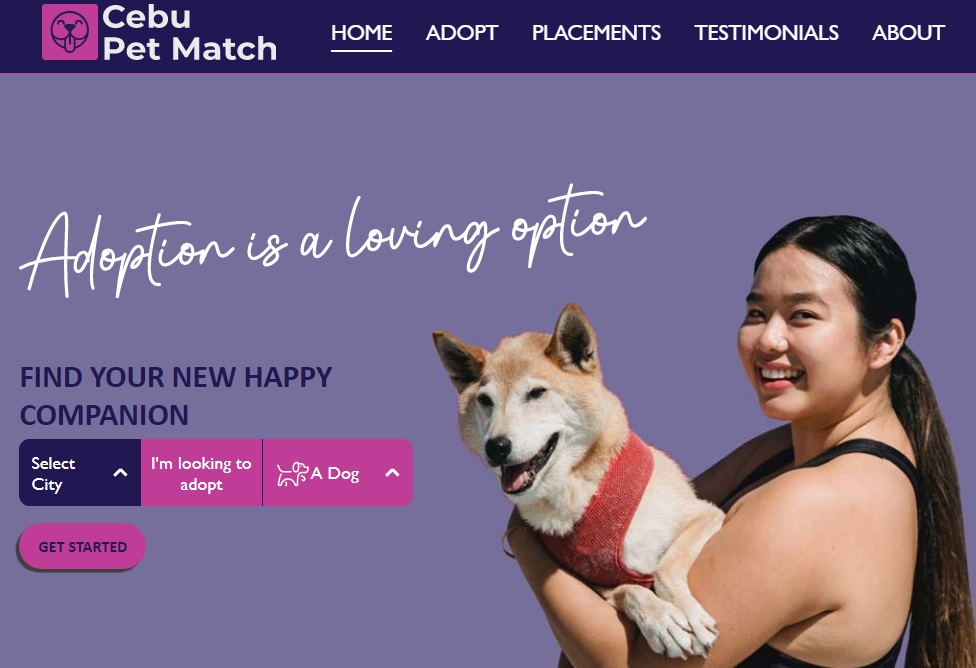 Cebu
Pet Match
HOME ADOPT PLACEMENTS TESTIMONIALS ABOUT
Adoption is a loving option
FIND YOUR NEW HAPPY
COMPANION
Select
City
I'm looking to
adopt
A Dog
GET STARTED